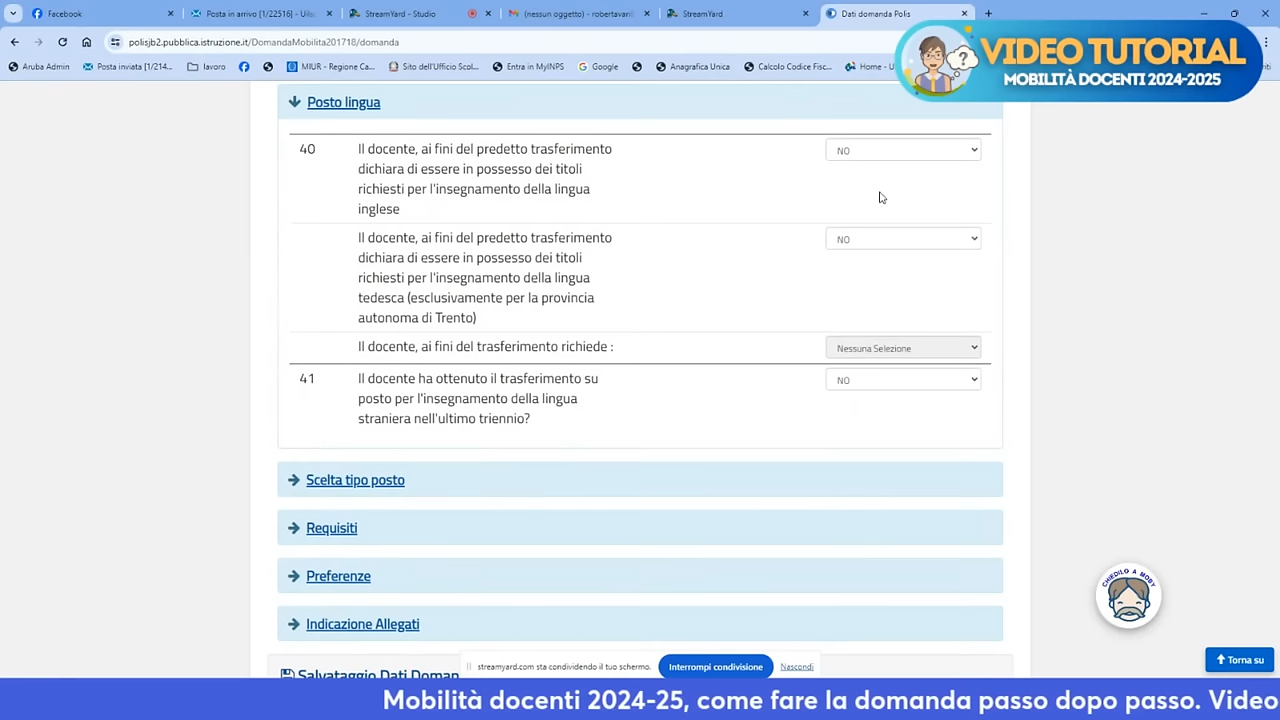 Facebook
Posta in arrivo [1/22516] - Uils
StreamYard - Studio
(nessun oggetto) - robertavaril
StreamYard
Dati domanda Polis
polisjb2.pubblica.istruzione.it/DomandaMobilita201718/domanda
Aruba Admin
Posta inviata [1/214...
lavoro
MIUR - Regione Ca...
Sito dell'Ufficio Scol...
Entra in MyINPS
Google
Anagrafica Unica
Calcolo Codice Fisc...
Home - U
VIDEO TUTORIAL
MOBILITÀ DOCENTI 2024-2025
Posto lingua
40
Il docente, ai fini del predetto trasferimento
dichiara di essere in possesso dei titoli
richiesti per l'insegnamento della lingua
inglese
NO
Il docente, ai fini del predetto trasferimento
dichiara di essere in possesso dei titoli
richiesti per l'insegnamento della lingua
tedesca (esclusivamente per la provincia
autonoma di Trento)
NO
Il docente, ai fini del trasferimento richiede :
Nessuna Selezione
41
Il docente ha ottenuto il trasferimento su
posto per l'insegnamento della lingua
straniera nell'ultimo triennio?
NO
Scelta tipo posto
Requisiti
Preferenze
Indicazione Allegati
CHIEDILO A MOBY
Salvataggio Dati Doman
streamyard.com sta condividendo il tuo schermo.
Interrompi condivisione
Nascondi
Torna su
Mobilità docenti 2024-25, come fare la domanda passo dopo passo. Video